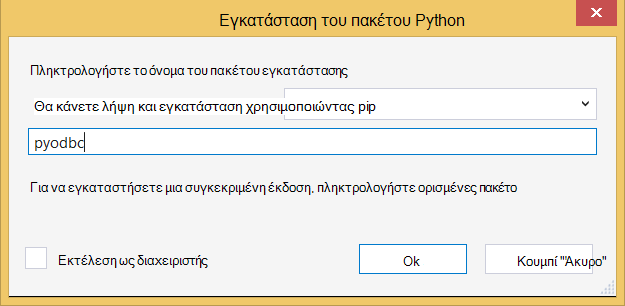 Εγκατάσταση του πακέτου Python
Πληκτρολογήστε το όνομα του πακέτου εγκατάστασης
Θα κάνετε λήψη και εγκατάσταση χρησιμοποιώντας pip
pyodbc
Για να εγκαταστήσετε μια συγκεκριμένη έκδοση, πληκτρολογήστε ορισμένες πακέτο
Εκτέλεση ως διαχειριστής
Ok
Κουμπί "Άκυρο"